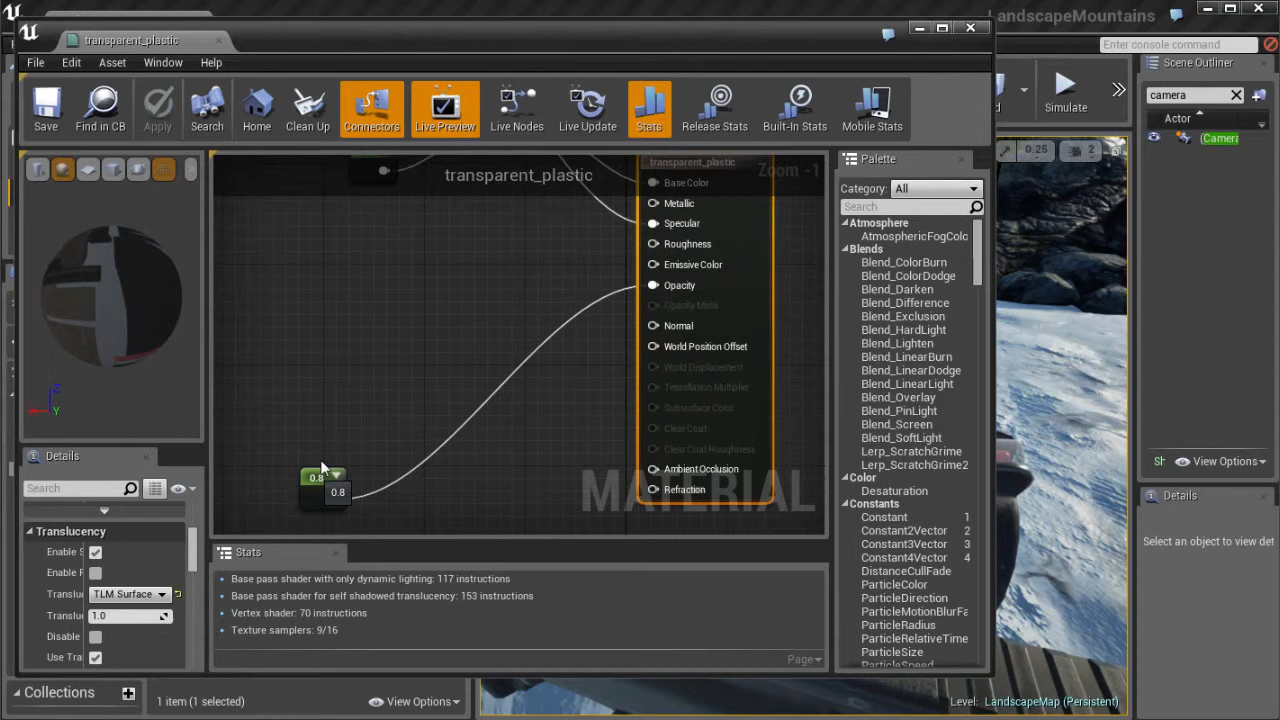 LandscapeMountains
transparent_plastic
File Edit Asset Window Help
Enter console command
Scene Outliner
Save Find in CB Apply Search Home Clean Up Connectors Live Preview Live Nodes Live Update Stats Release Stats Built-In Stats Mobile Stats
Simulate
camera
Actor
(Camera
0.25 2
transparent_plastic
Zoom -1
transparent_plastic
Base Color
Metallic
Specular
Roughness
Emissive Color
Opacity
Opacity Mask
Normal
World Position Offset
World Displacement
Tessellation Multiplier
Subsurface Color
Clear Coat
Clear Coat Roughness
Ambient Occlusion
Refraction
MATERIAL
0.8
0.8
Z
Y
Palette
Category: All
Search
Atmosphere
AtmosphericFogColo
Blends
Blend_ColorBurn
Blend_ColorDodge
Blend_Darken
Blend_Difference
Blend_Exclusion
Blend_HardLight
Blend_Lighten
Blend_LinearBurn
Blend_LinearDodge
Blend_LinearLight
Blend_Overlay
Blend_PinLight
Blend_Screen
Blend_SoftLight
Lerp_ScratchGrime
Lerp_ScratchGrime2
Color
Desaturation
Constants
Constant 1
Constant2Vector 2
Constant3Vector 3
Constant4Vector 4
DistanceCullFade
ParticleColor
ParticleDirection
ParticleMotionBlurFa
ParticleRadius
ParticleRelativeTime
ParticleSize
ParticleSpeed
Details
Search
Translucency
Enable S
Enable F
Translu TLM Surface
Transluc 1.0
Disable
Use Tra
Stats
Base pass shader with only dynamic lighting: 117 instructions
Base pass shader for self shadowed translucency: 153 instructions
Vertex shader: 70 instructions
Texture samplers: 9/16
Page
Sh View Options
Details
Select an object to view det
Collections
1 item (1 selected)
View Options
Level: LandscapeMap (Persistent)